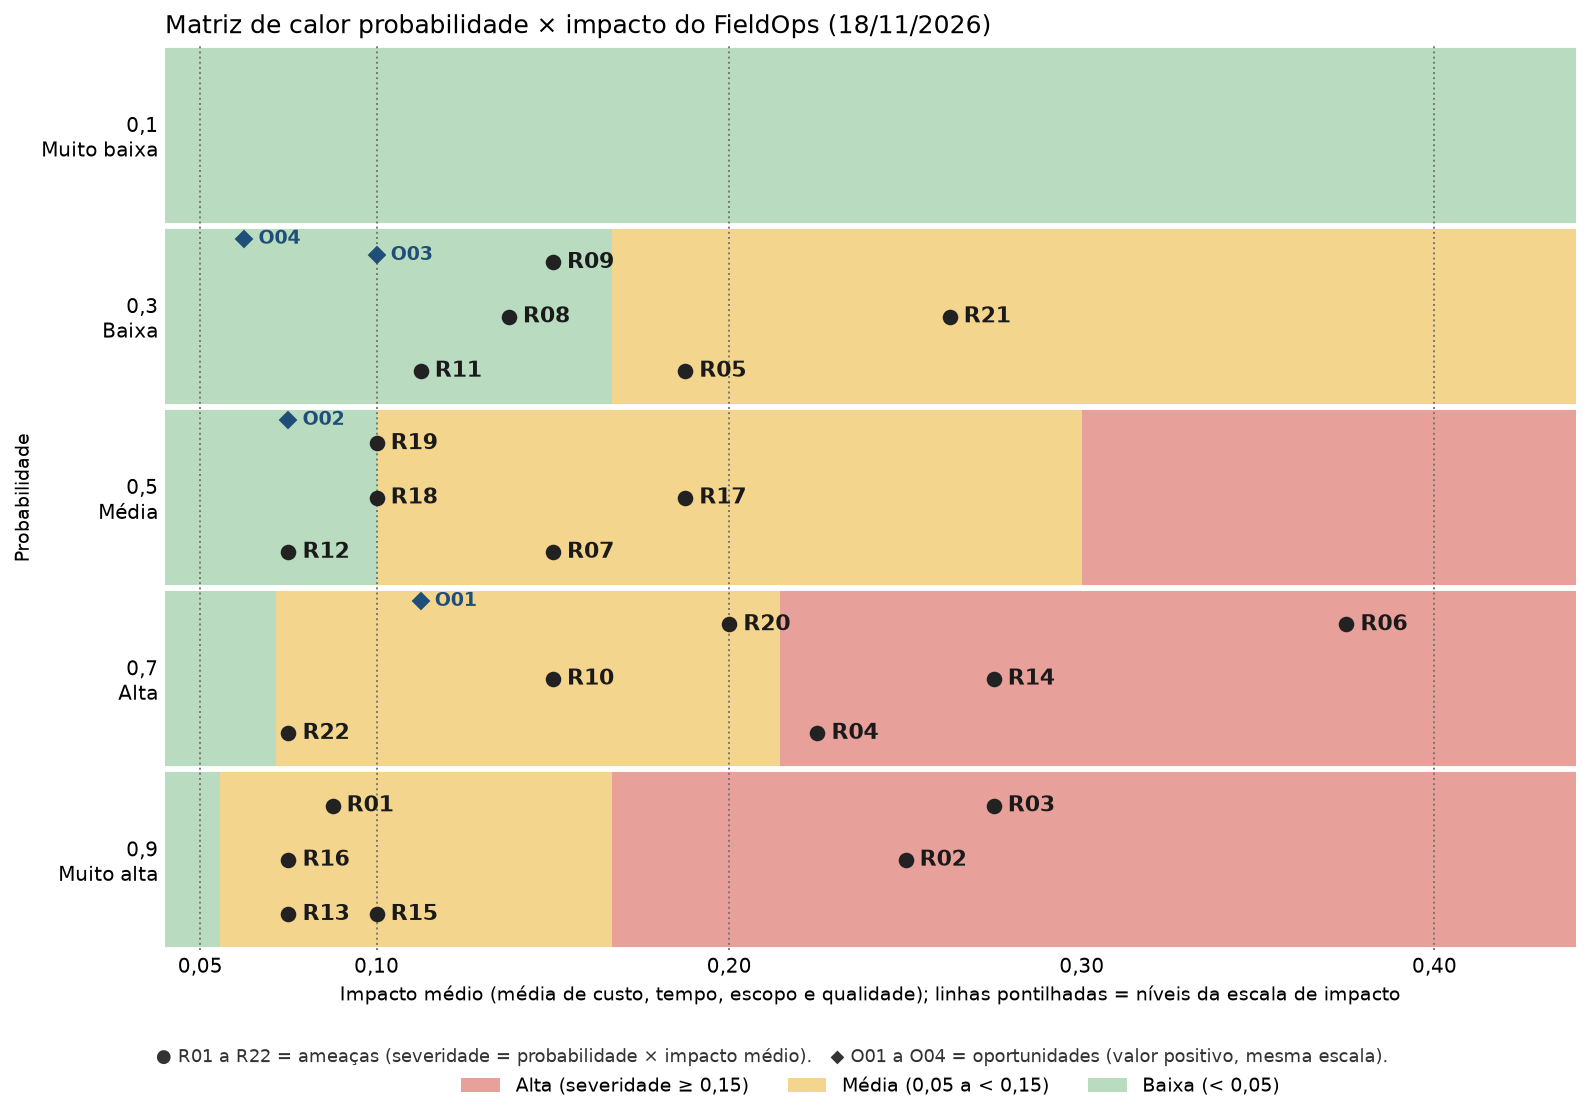 Matriz de calor probabilidade × impacto do FieldOps (18/11/2026)
0,1
Muito baixa
O04
O03
R09
0,3
Baixa
R08
R21
R11
R05
O02
R19
Probabilidade
0,5
Média
R18
R17
R12
R07
O01
R20
R06
0,7
Alta
R10
R14
R22
R04
R01
R03
0,9
Muito alta
R16
R02
R13
R15
0,05
0,10
0,20
0,30
0,40
Impacto médio (média de custo, tempo, escopo e qualidade); linhas pontilhadas = níveis da escala de impacto
● R01 a R22 = ameaças (severidade = probabilidade × impacto médio). ◆ O01 a O04 = oportunidades (valor positivo, mesma escala).
Alta (severidade ≥ 0,15)
Média (0,05 a < 0,15)
Baixa (< 0,05)